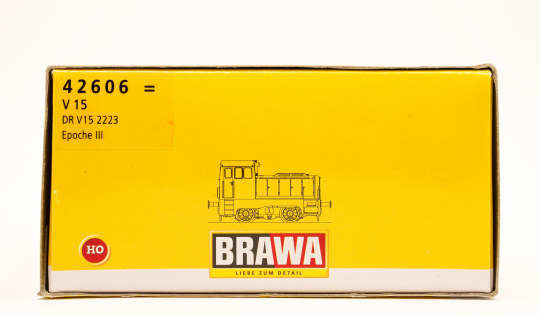 42606 =
V 15
DR V15 2223
Epoche III
HO
BRAWA
LIEBE ZUM DETAIL